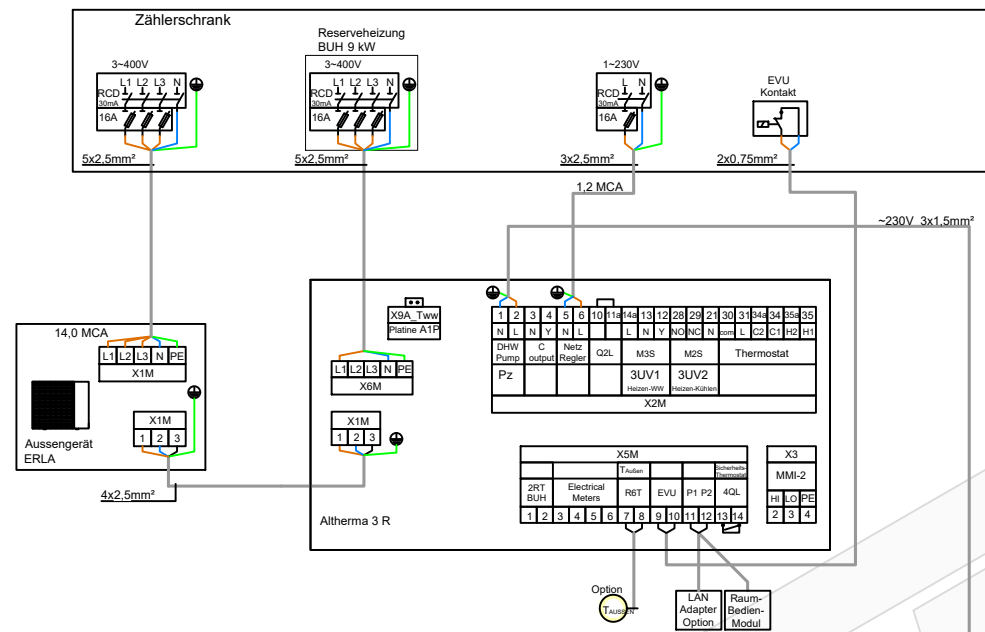 Zählerschrank
Reserveheizung
BUH 9 kW
3~400V
3~400V
1~230V
EVU
Kontakt
L1 L2 L3 N
RCD
30mA
16A
L1 L2 L3 N
RCD
30mA
16A
L N
RCD
30mA
16A
5x2,5mm²
5x2,5mm²
3x2,5mm²
2x0,75mm²
1,2 MCA
~230V 3x1,5mm²
14,0 MCA
L1 L2 L3 N PE
X1M
X1M
1 2 3
Aussengerät
ERLA
4x2,5mm²
X9A_Tww
Platine A1P
L1 L2 L3 N PE
X6M
X1M
1 2 3
Altherma 3 R
1 2 3 4 5 6 10 11a 14a 13 12 28 29 21 30 31 34a 34 35a 35
N L N Y N L L N Y NO NC N com L C2 C1 H2 H1
DHW Pump
C output
Netz Regler
Q2L
M3S
M2S
Thermostat
Pz
3UV1
Heizen-WW
3UV2
Heizen-Kühlen
X2M
X5M
TAußen
Sicherheits-
Thermostat
2RT
BUH
Electrical
Meters
R6T
EVU
P1 P2
4QL
1 2 3 4 5 6 7 8 9 10 11 12 13 14
X3
MMI-2
HI LO PE
2 3 4
Option
TAUSSEN
LAN
Adapter
Option
Raum-
Bedien-
Modul